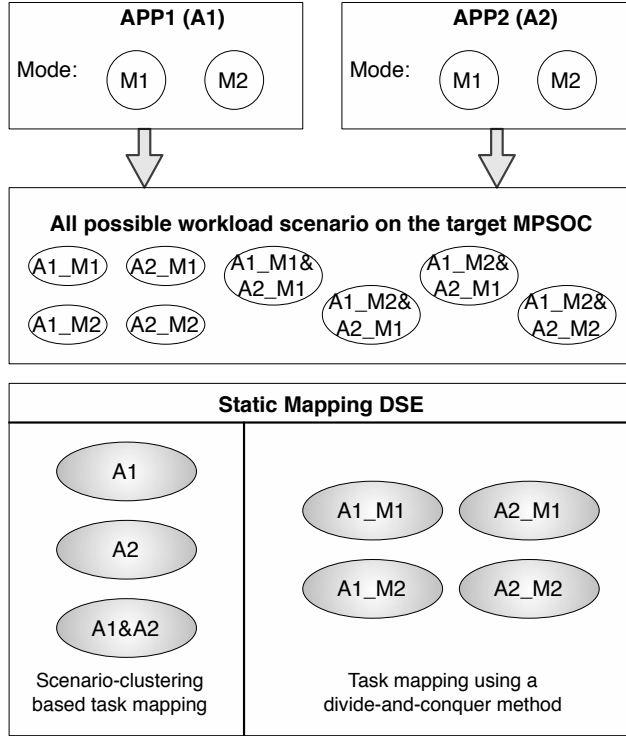 APP1 (A1)
Mode:
M1
M2
APP2 (A2)
Mode:
M1
M2
All possible workload scenario on the target MPSOC
A1_M1
A2_M1
A1_M2
A2_M2
A1_M1&
A2_M1
A1_M2&
A2_M1
A1_M2&
A2_M1
A1_M2&
A2_M2
Static Mapping DSE
A1
A2
A1&A2
Scenario-clustering
based task mapping
A1_M1
A2_M1
A1_M2
A2_M2
Task mapping using a
divide-and-conquer method